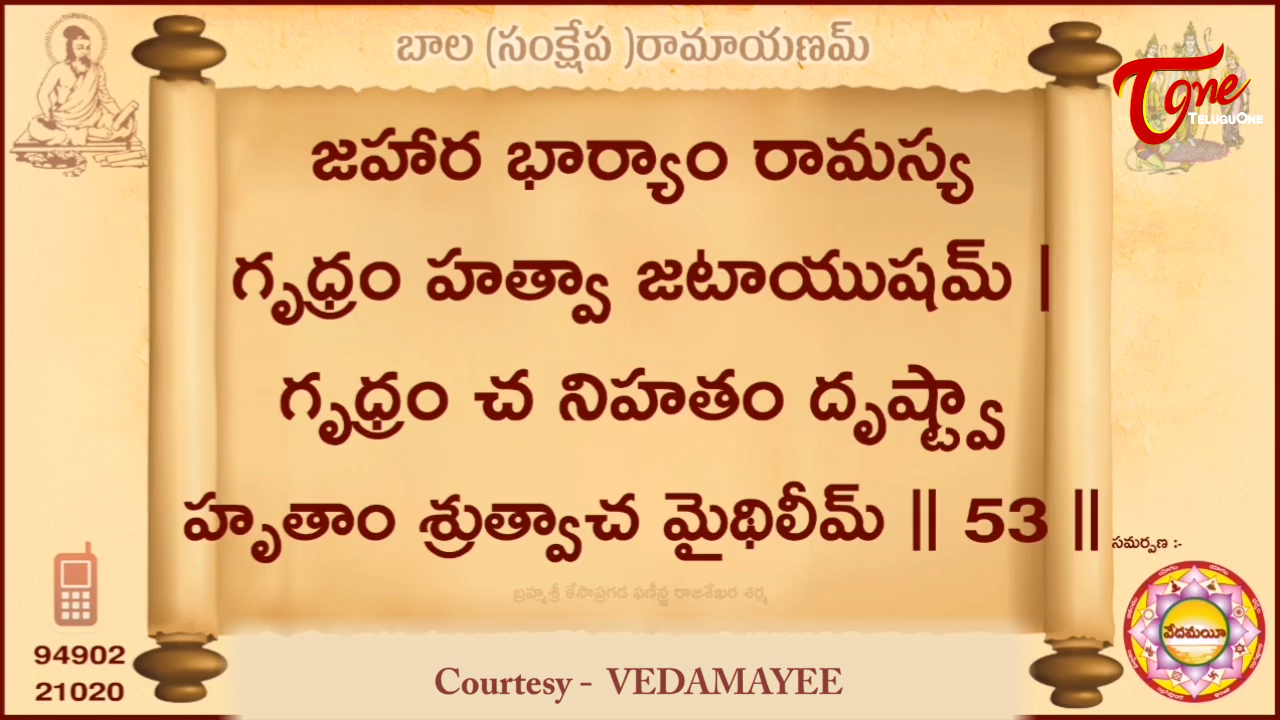 బాల (సంక్షేప )రామాయణమ్
Tone
TELUGUONE
జహార భార్యాం రామస్య
గృధ్రం హత్వా జటాయుషమ్ |
గృధ్రం చ నిహతం దృష్ట్వా
హృతాం శ్రుత్వాచ మైథిలీమ్ || 53 ||
సమర్పణ :-
బ్రహ్మశ్రీ కేసాప్రగడ ఫణీన్ద్ర రాజశేఖర శర్మ
వేదమయీ
94902
21020
Courtesy - VEDAMAYEE